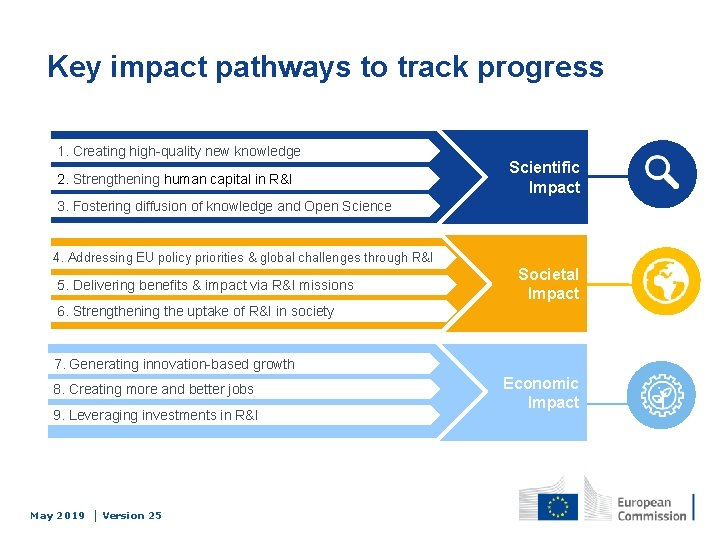 Key impact pathways to track progress
1. Creating high-quality new knowledge
2. Strengthening human capital in R&I
3. Fostering diffusion of knowledge and Open Science
Scientific
Impact
4. Addressing EU policy priorities & global challenges through R&I
5. Delivering benefits & impact via R&I missions
6. Strengthening the uptake of R&I in society
Societal
Impact
7. Generating innovation-based growth
8. Creating more and better jobs
9. Leveraging investments in R&I
Economic
Impact
May 2019 | Version 25
European
Commission